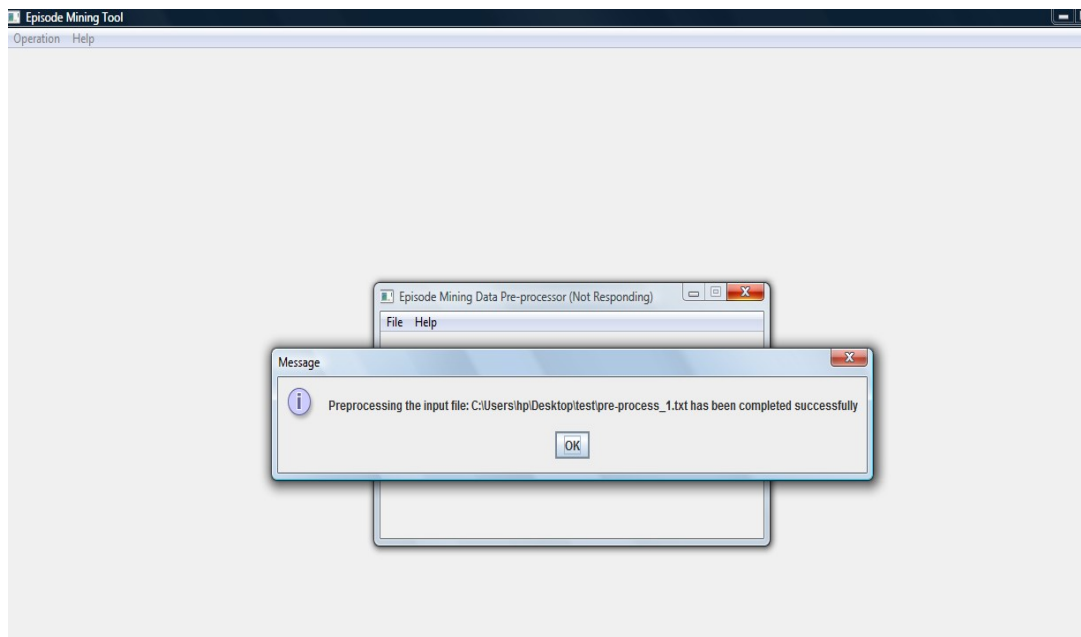 Episode Mining Tool
Operation Help
Episode Mining Data Pre-processor (Not Responding)
File Help
Message
Preprocessing the input file: C:\Users\hp\Desktop\test\pre-process_1.txt has been completed successfully
OK